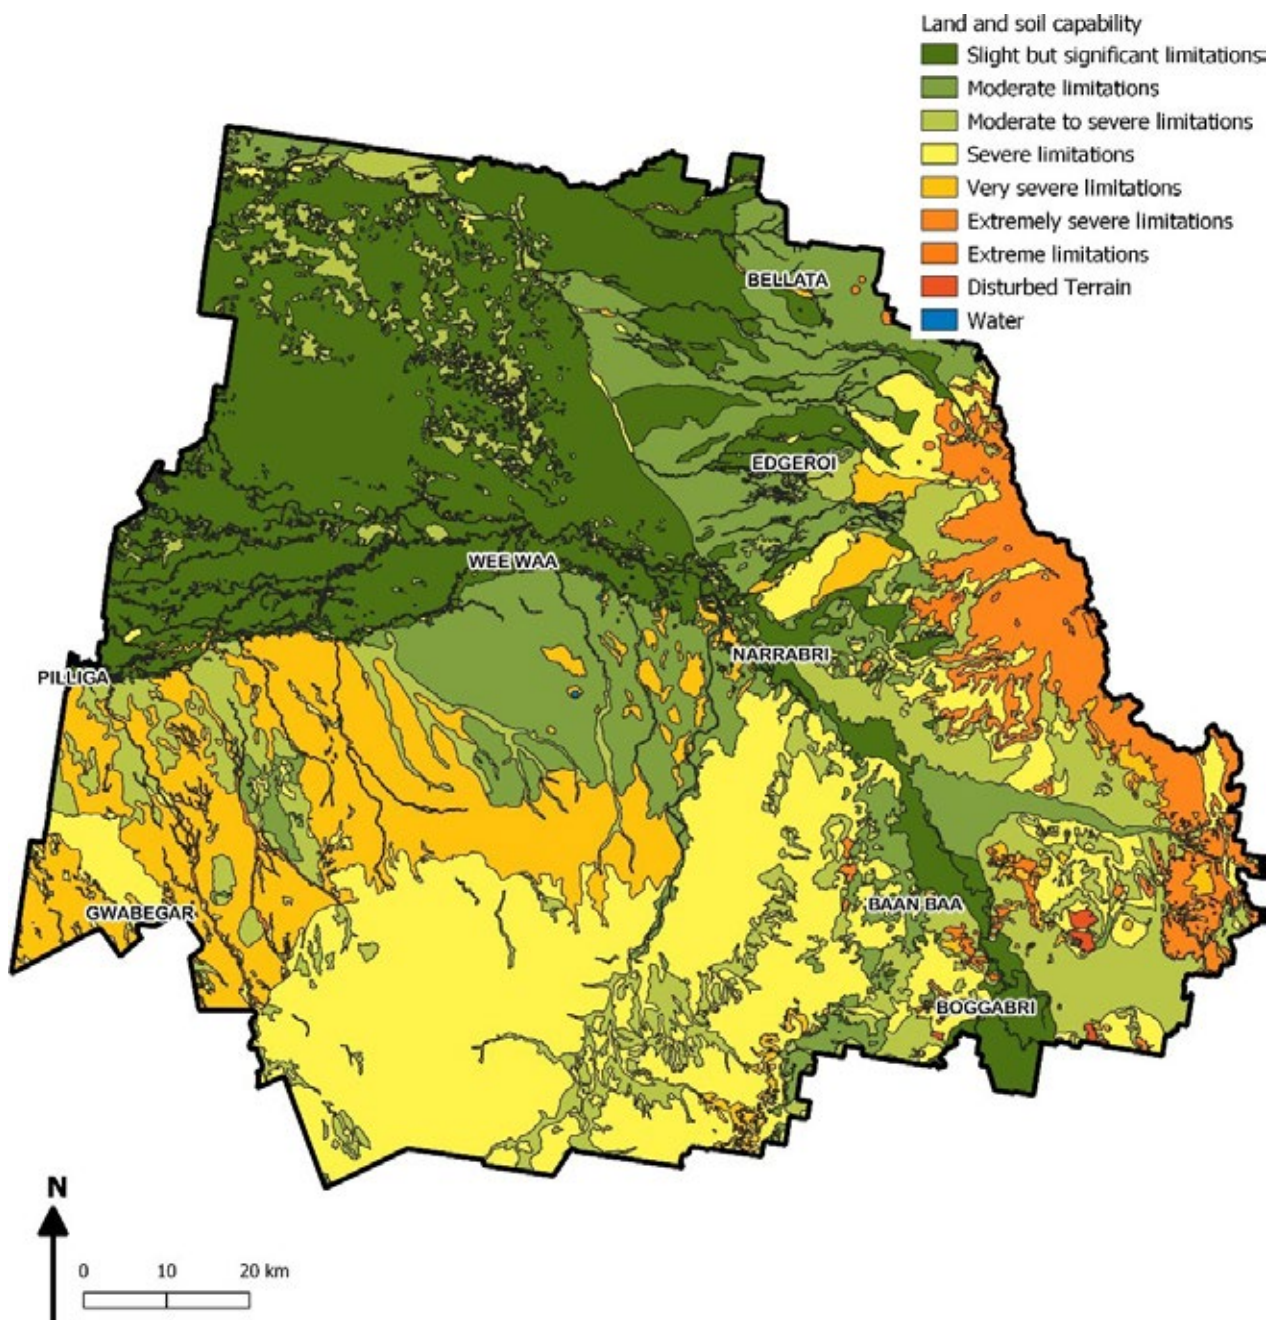 Land and soil capability
Slight but significant limitations
Moderate limitations
Moderate to severe limitations
Severe limitations
Very severe limitations
Extremely severe limitations
Extreme limitations
Disturbed Terrain
Water
BELLATA
EDGEROI
WEE WAA
NARRABRI
PILLIGA
BAAN BAA
GWABEGAR
BOGGABRI
N
0 10 20 km